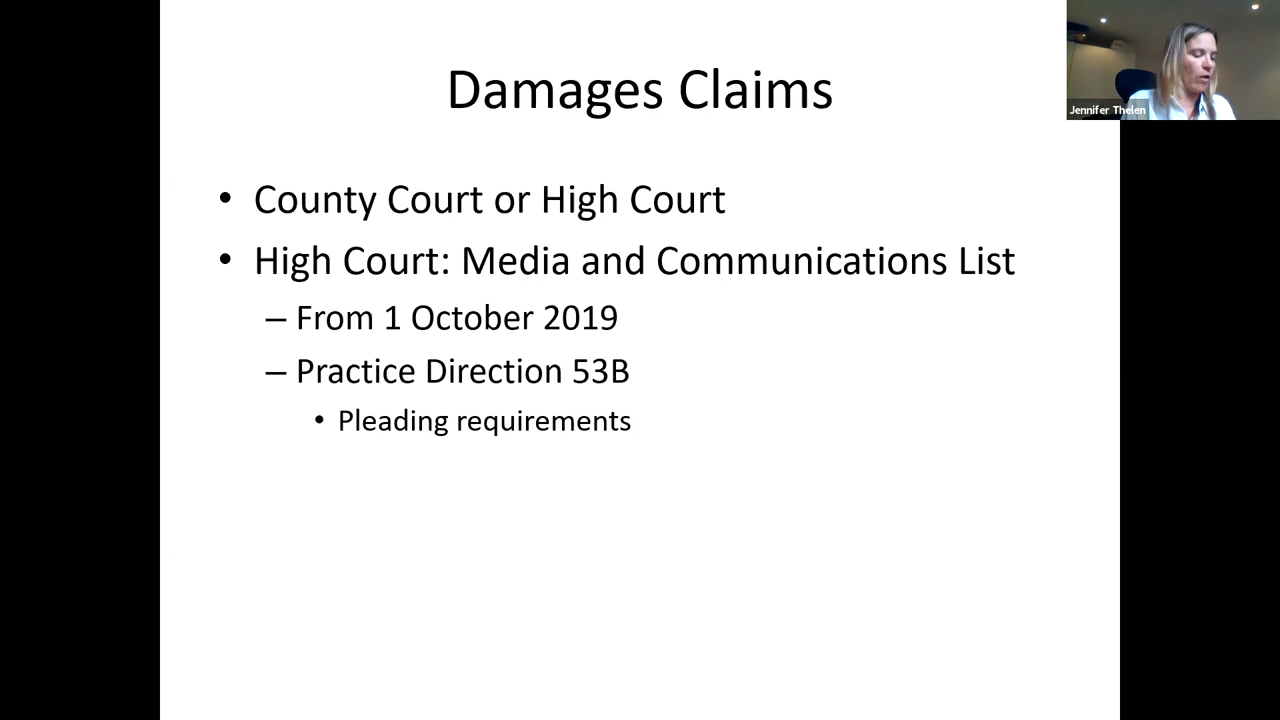 Damages Claims
Jennifer Thelen
• County Court or High Court
• High Court: Media and Communications List
– From 1 October 2019
– Practice Direction 53B
• Pleading requirements